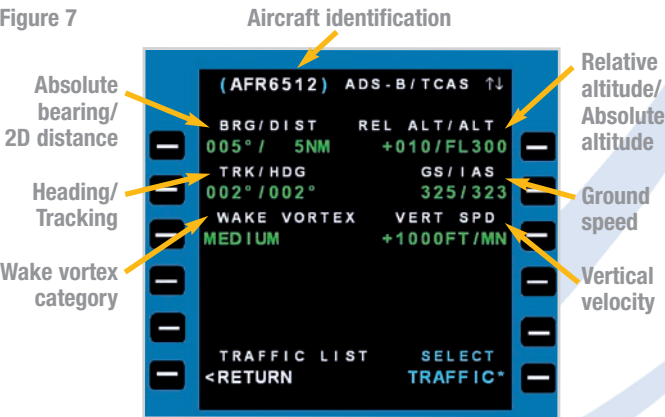 Figure 7
Aircraft identification
Absolute
bearing/
2D distance
Heading/
Tracking
Wake vortex
category
(AFR6512) ADS-B/TCAS ↑↓
BRG/DIST REL ALT/ALT
005°/ 5NM +010/FL300
TRK/HDG GS/IAS
002°/002° 325/323
WAKE VORTEX VERT SPD
MEDIUM +1000FT/MN
TRAFFIC LIST SELECT
<RETURN TRAFFIC*
Relative
altitude/
Absolute
altitude
Ground
speed
Vertical
velocity